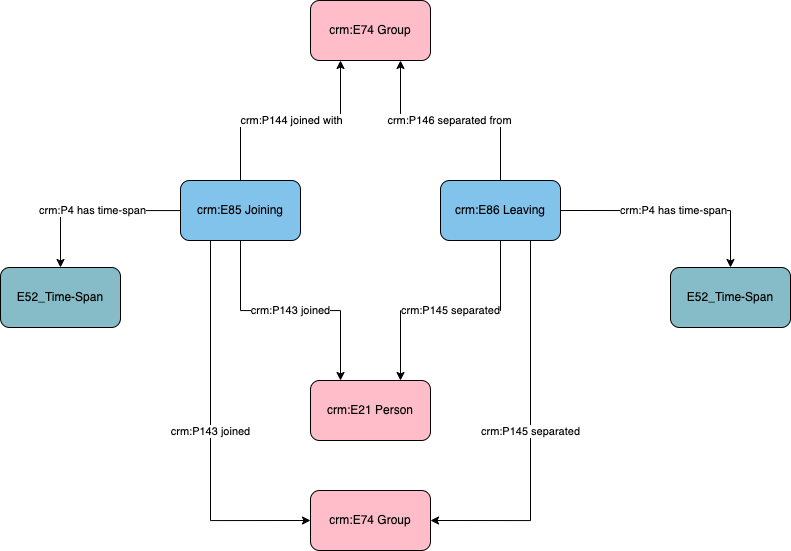 crm:E74 Group
crm:P144 joined with
crm:P146 separated from
crm:E85 Joining
crm:E86 Leaving
crm:P4 has time-span
crm:P4 has time-span
E52_Time-Span
E52_Time-Span
crm:P143 joined
crm:P145 separated
crm:E21 Person
crm:P143 joined
crm:P145 separated
crm:E74 Group